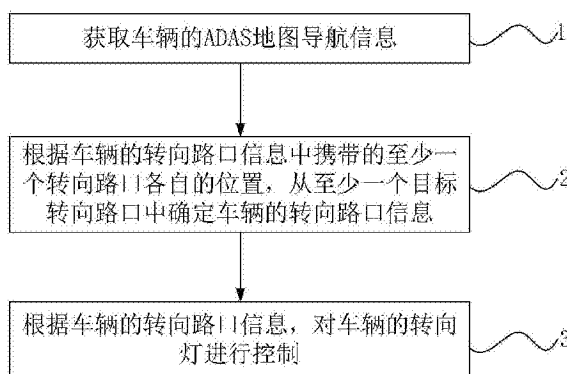 获取车辆的ADAS地图导航信息
1
根据车辆的转向路口信息中携带的至少一
个转向路口各自的位置，从至少一个目标
转向路口中确定车辆的转向路口信息
2
根据车辆的转向路口信息，对车辆的转向
灯进行控制
3